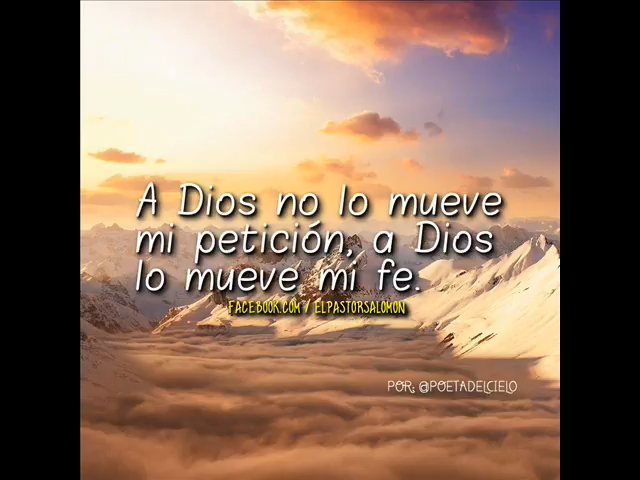 A Dios no lo mueve
mi petición, a Dios
lo mueve mi fe.
FACEBOOK.COM / ELPASTORSALOMON
POR: @POETADELCIELO